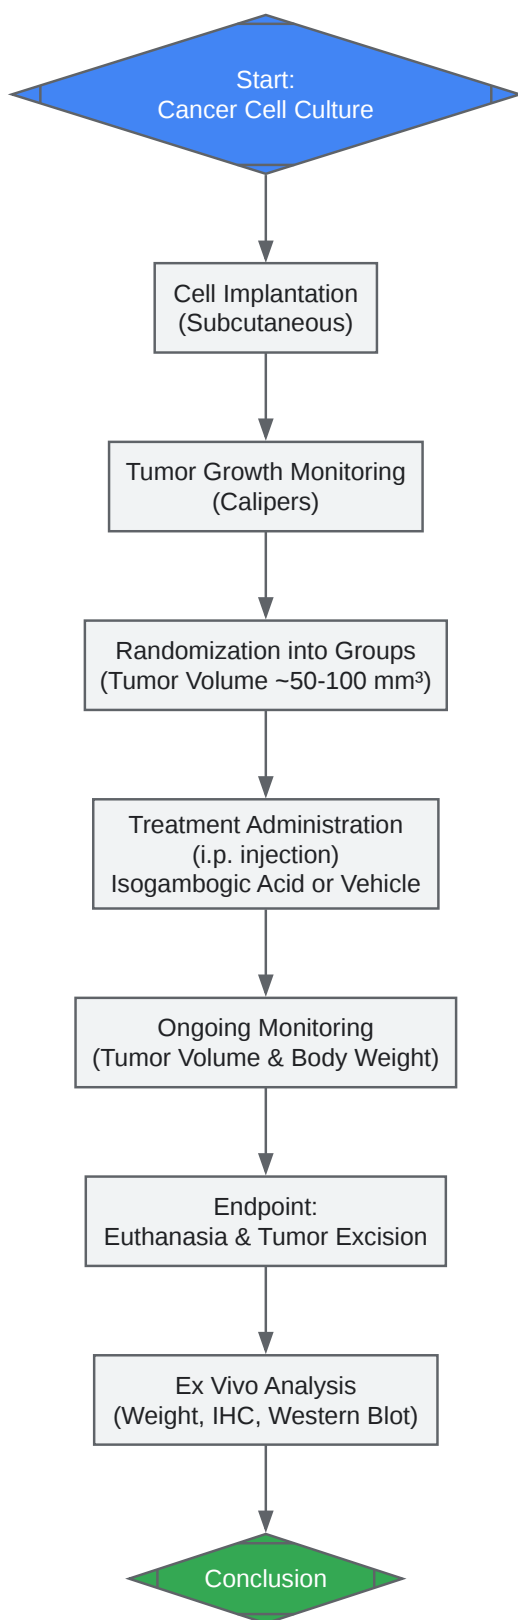 Start:
Cancer Cell Culture
Cell Implantation
(Subcutaneous)
Tumor Growth Monitoring
(Calipers)
Randomization into Groups
(Tumor Volume ~50-100 mm³)
Treatment Administration
(i.p. injection)
Isogambogic Acid or Vehicle
Ongoing Monitoring
(Tumor Volume & Body Weight)
Endpoint:
Euthanasia & Tumor Excision
Ex Vivo Analysis
(Weight, IHC, Western Blot)
Conclusion